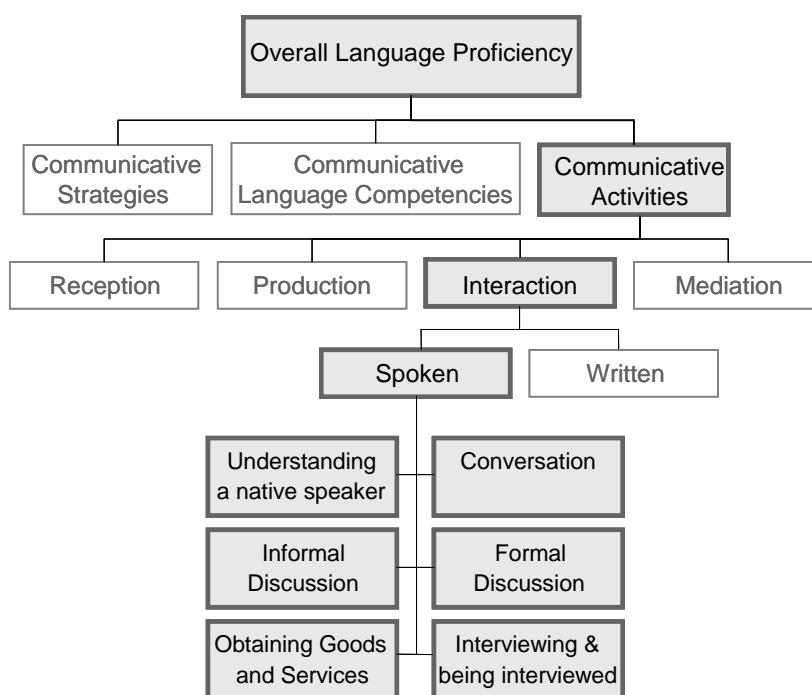 Overall Language Proficiency
Communicative
Strategies
Communicative
Language Competencies
Communicative
Activities
Reception
Production
Interaction
Mediation
Spoken
Written
Understanding
a native speaker
Conversation
Informal
Discussion
Formal
Discussion
Obtaining Goods
and Services
Interviewing &
being interviewed